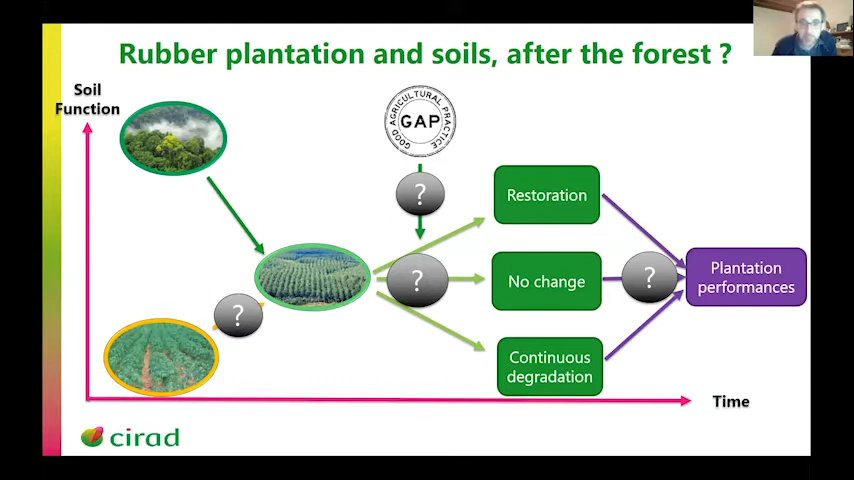 Rubber plantation and soils, after the forest ?
Soil
Function
GOOD AGRICULTURAL PRACTICE
GAP
?
Restoration
?
No change
?
Plantation
performances
?
Continuous
degradation
Time
cirad